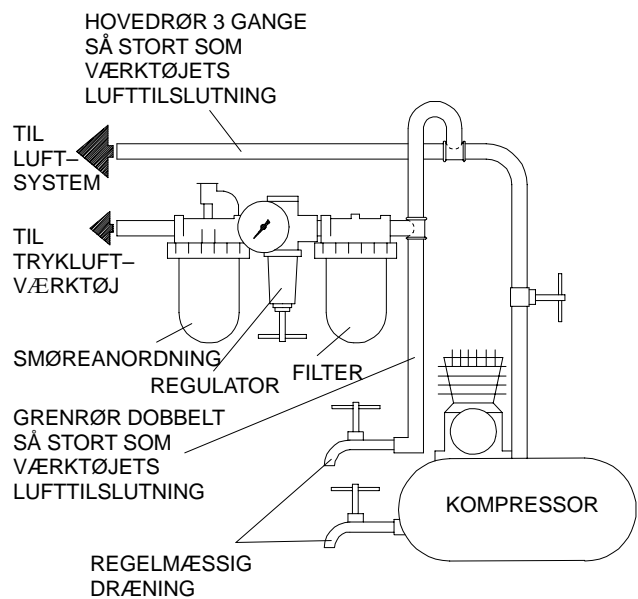 HOVEDRØR 3 GANGE
SÅ STORT SOM
VÆRKTØJETS
LUFTTILSLUTNING
TIL
LUFT–
SYSTEM
TIL
TRYKLUFT–
VÆRKTØJ
SMØREANORDNING
REGULATOR
FILTER
GRENRØR DOBBELT
SÅ STORT SOM
VÆRKTØJETS
LUFTTILSLUTNING
KOMPRESSOR
REGELMÆSSIG
DRÆNING